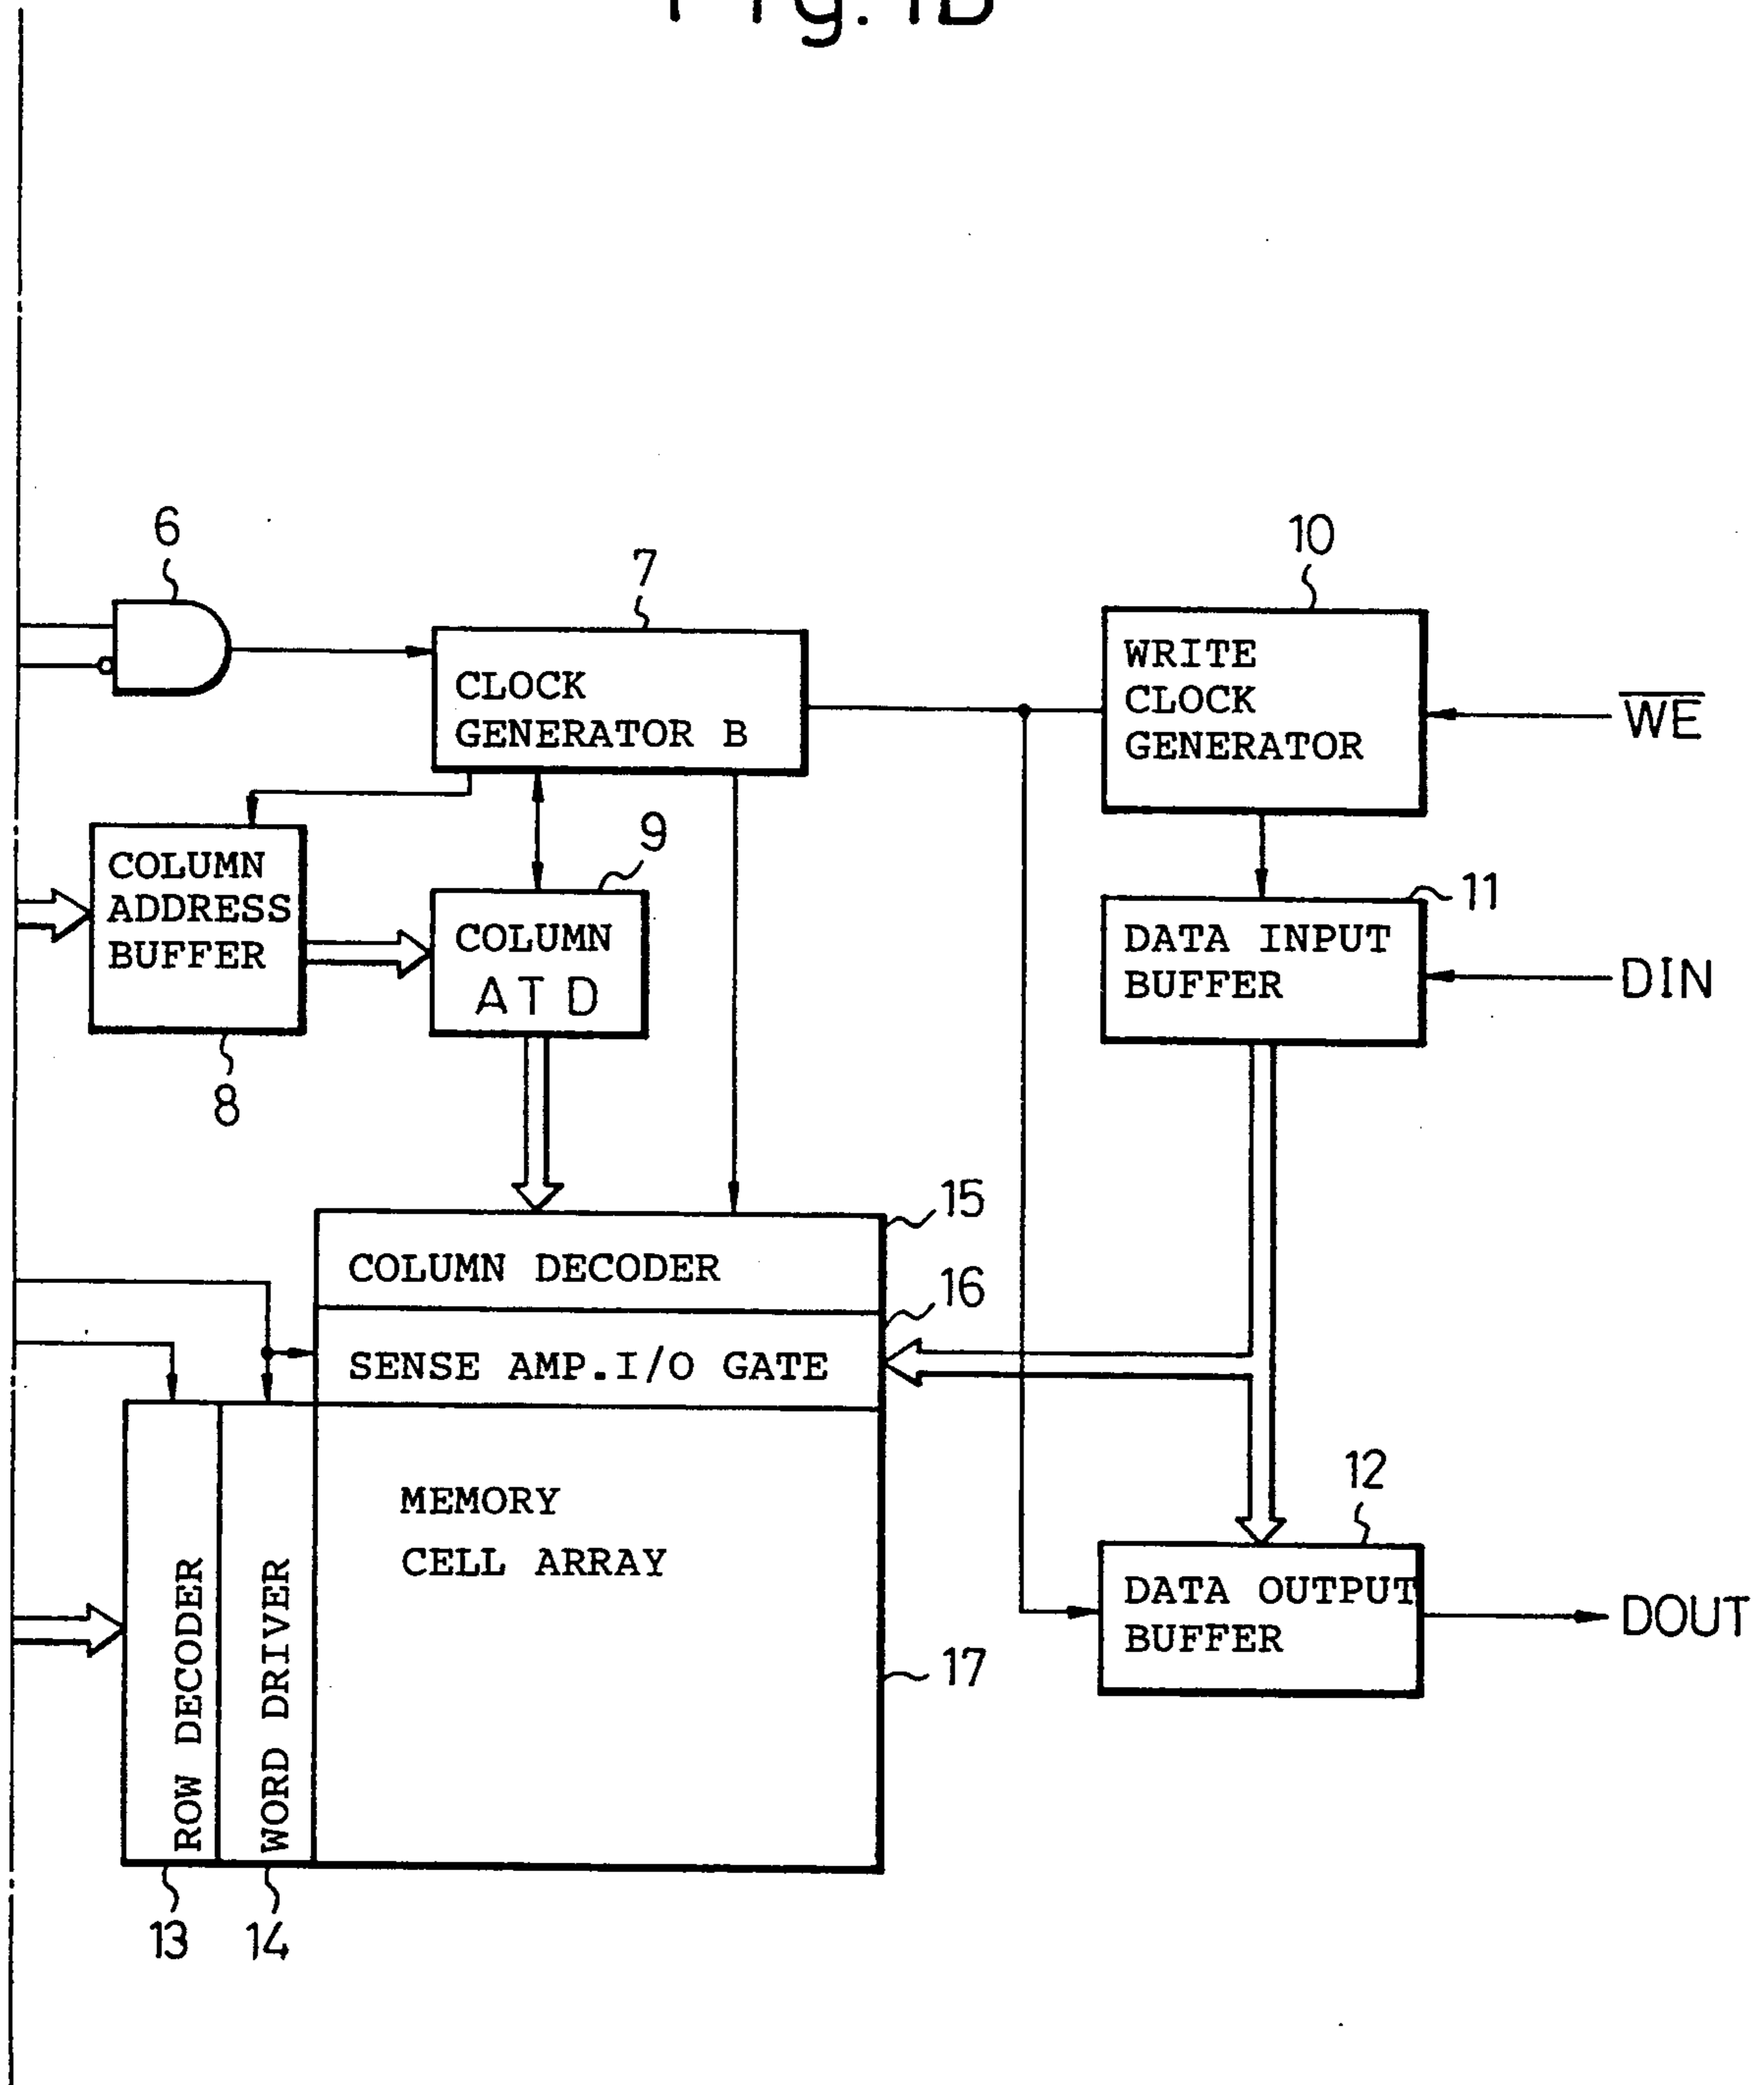 Fig. 1B
6
7
10
CLOCK
GENERATOR B
WRITE
CLOCK
GENERATOR
WE
9
11
COLUMN
ADDRESS
BUFFER
COLUMN
ATD
DATA INPUT
BUFFER
DIN
8
15
COLUMN DECODER
16
SENSE AMP.I/O GATE
12
MEMORY
CELL ARRAY
ROW DECODER
WORD DRIVER
DATA OUTPUT
BUFFER
DOUT
17
13
14